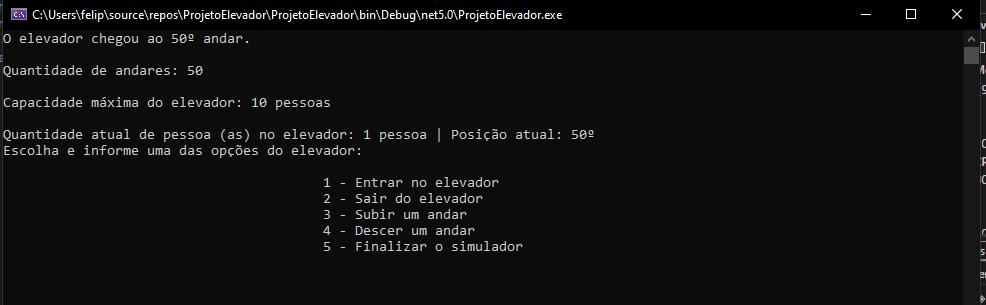 C:\Users\felip\source\repos\ProjetoElevador\ProjetoElevador\bin\Debug\net5.0\ProjetoElevador.exe
O elevador chegou ao 50º andar.
Quantidade de andares: 50
Capacidade máxima do elevador: 10 pessoas
Quantidade atual de pessoa (as) no elevador: 1 pessoa | Posição atual: 50º
Escolha e informe uma das opções do elevador:
1 - Entrar no elevador
2 - Sair do elevador
3 - Subir um andar
4 - Descer um andar
5 - Finalizar o simulador